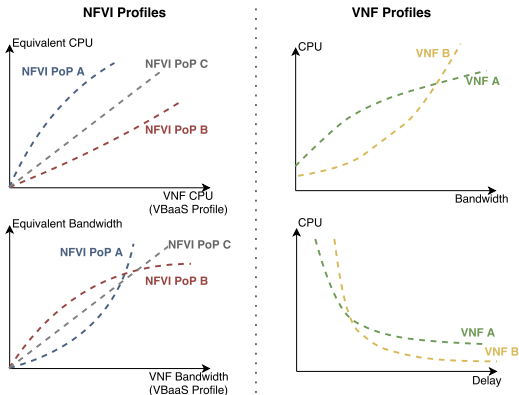 NFVI Profiles
Equivalent CPU
NFVI PoP A
NFVI PoP C
NFVI PoP B
VNF CPU
(VBaaS Profile)
Equivalent Bandwidth
NFVI PoP A
NFVI PoP C
NFVI PoP B
VNF Bandwidth
(VBaaS Profile)
VNF Profiles
CPU
VNF B
VNF A
Bandwidth
CPU
VNF A
VNF B
Delay